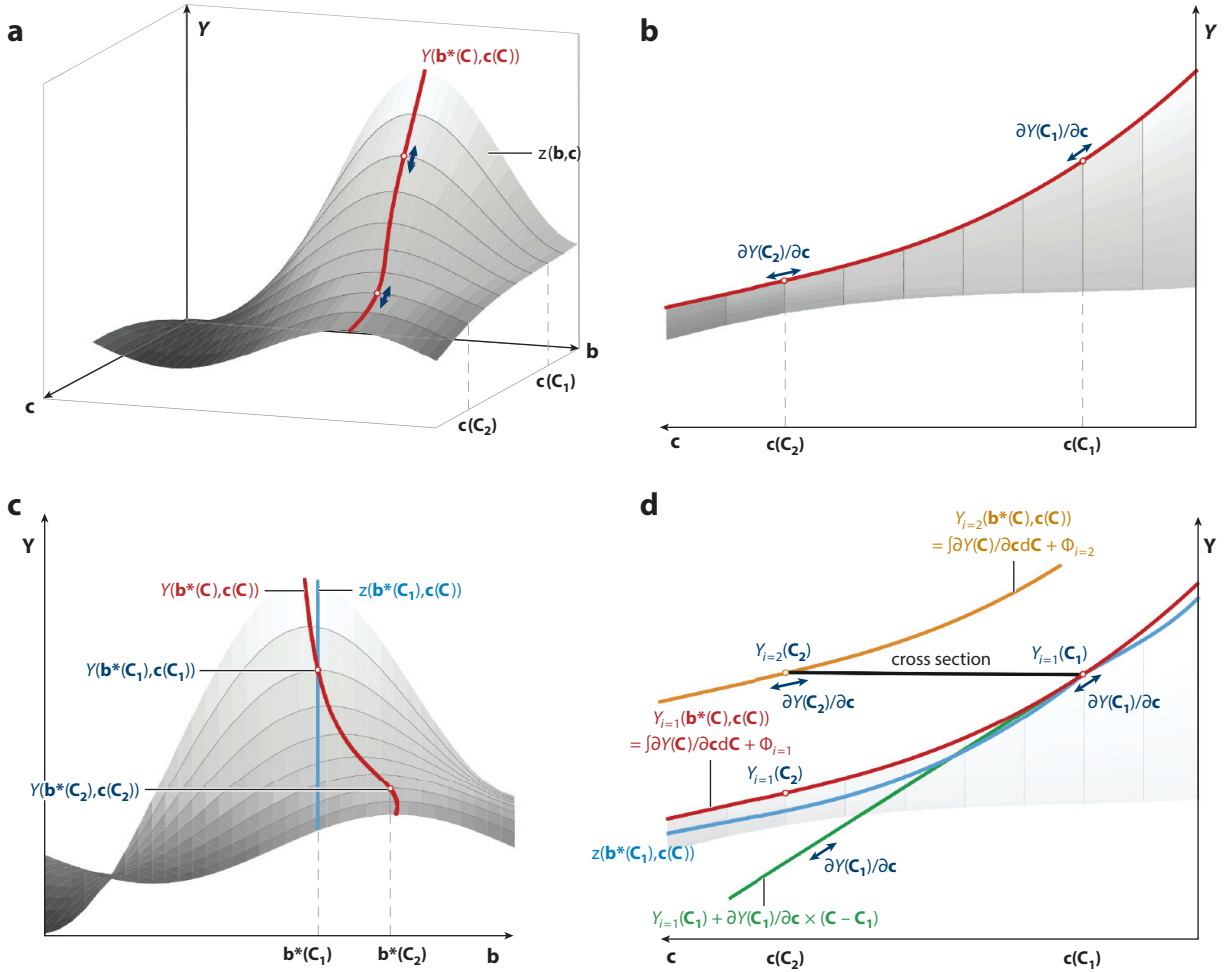 a
Y
Y(b*(C),c(C))
z(b,c)
b
c(C₁)
c
c(C₂)
b
Y
∂Y(C₁)/∂c
∂Y(C₂)/∂c
c
c(C₂)
c(C₁)
c
Y
Y(b*(C),c(C))
z(b*(C₁),c(C))
Y(b*(C₁),c(C₁))
Y(b*(C₂),c(C₂))
b*(C₁)
b*(C₂)
b
d
Y
Yᵢ₌₂(b*(C),c(C))
= ∫∂Y(C)/∂cdC + Φᵢ₌₂
Yᵢ₌₂(C₂)
cross section
Yᵢ₌₁(C₁)
∂Y(C₂)/∂c
∂Y(C₁)/∂c
Yᵢ₌₁(b*(C),c(C))
= ∫∂Y(C)/∂cdC + Φᵢ₌₁
Yᵢ₌₁(C₂)
z(b*(C₁),c(C))
∂Y(C₁)/∂c
Yᵢ₌₁(C₁) + ∂Y(C₁)/∂c × (C – C₁)
c
c(C₂)
c(C₁)